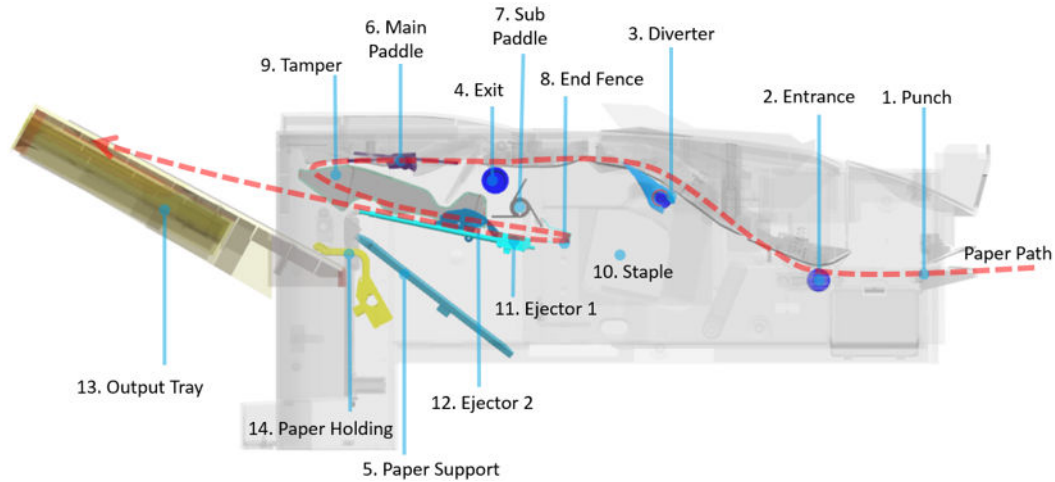 7. Sub
Paddle
6. Main
Paddle
3. Diverter
9. Tamper
4. Exit
8. End Fence
2. Entrance
1. Punch
Paper Path
10. Staple
11. Ejector 1
13. Output Tray
12. Ejector 2
14. Paper Holding
5. Paper Support